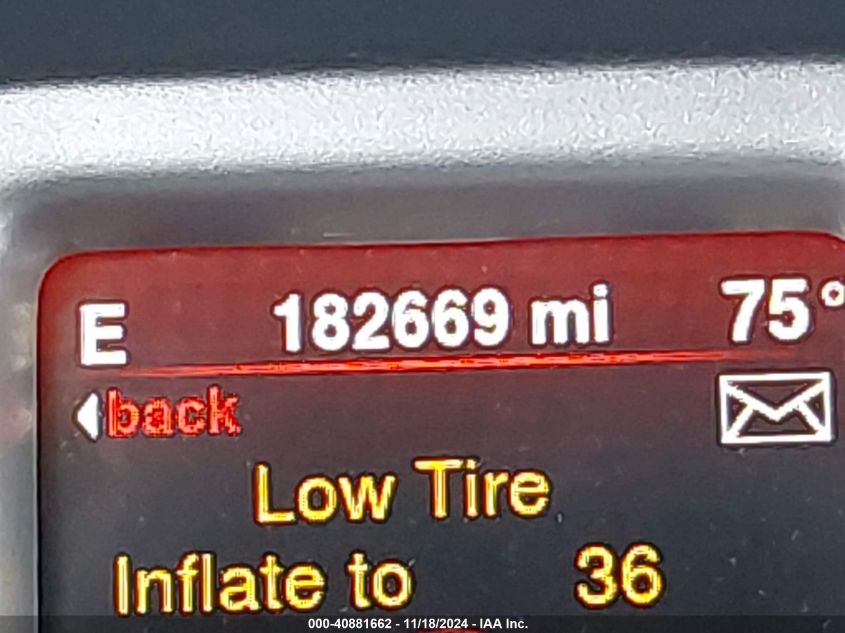 E 182669 mi 75°
back
Low Tire
Inflate to 36
000-40881662 - 11/18/2024 - IAA Inc.